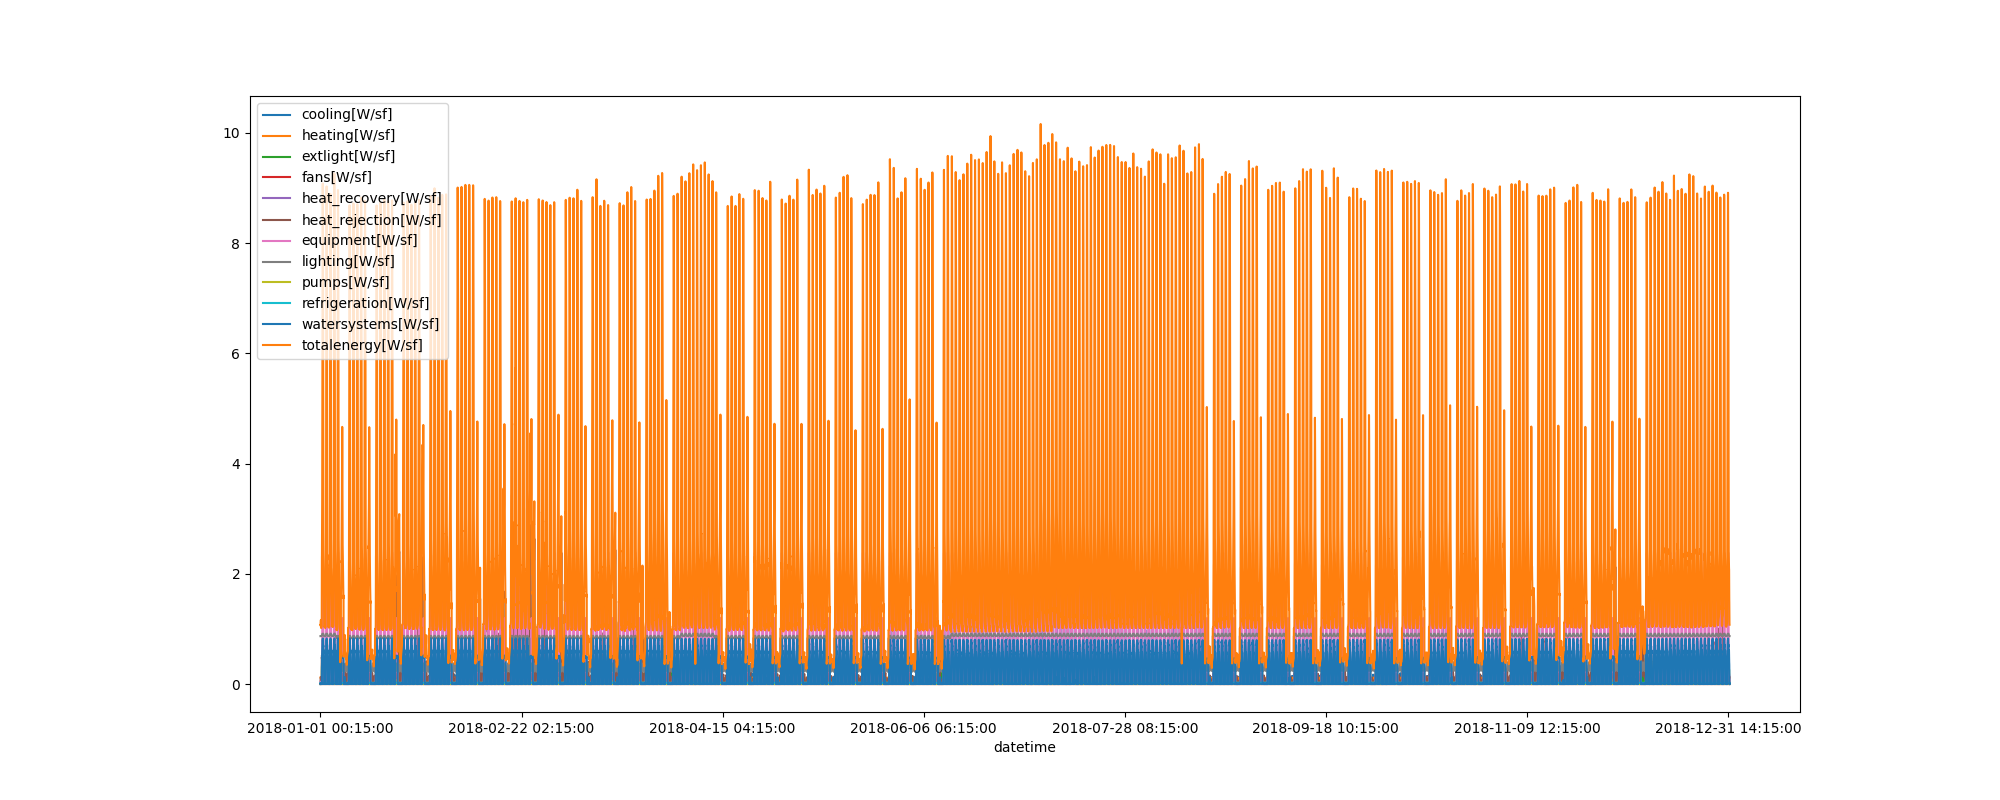 cooling[W/sf]
heating[W/sf]
extlight[W/sf]
fans[W/sf]
heat_recovery[W/sf]
heat_rejection[W/sf]
equipment[W/sf]
lighting[W/sf]
pumps[W/sf]
refrigeration[W/sf]
watersystems[W/sf]
totalenergy[W/sf]
10
8
6
4
2
0
2018-01-01 00:15:00 2018-02-22 02:15:00 2018-04-15 04:15:00 2018-06-06 06:15:00 2018-07-28 08:15:00 2018-09-18 10:15:00 2018-11-09 12:15:00 2018-12-31 14:15:00
datetime